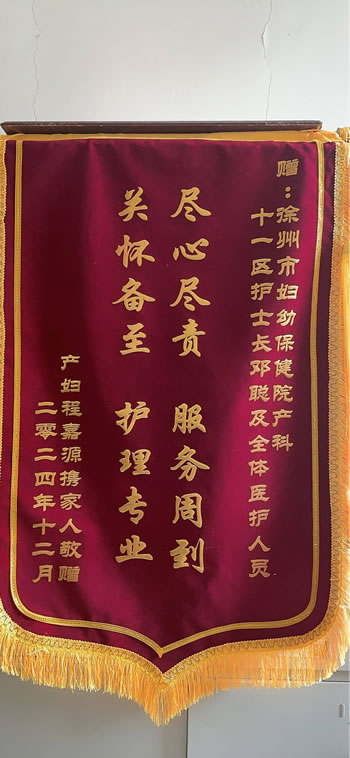 赠：徐州市妇幼保健院产科
十一区护士长邓聪及全体医护人员
尽心尽责 服务周到
关怀备至 护理专业
产妇程嘉源携家人敬赠
二零二四年十二月